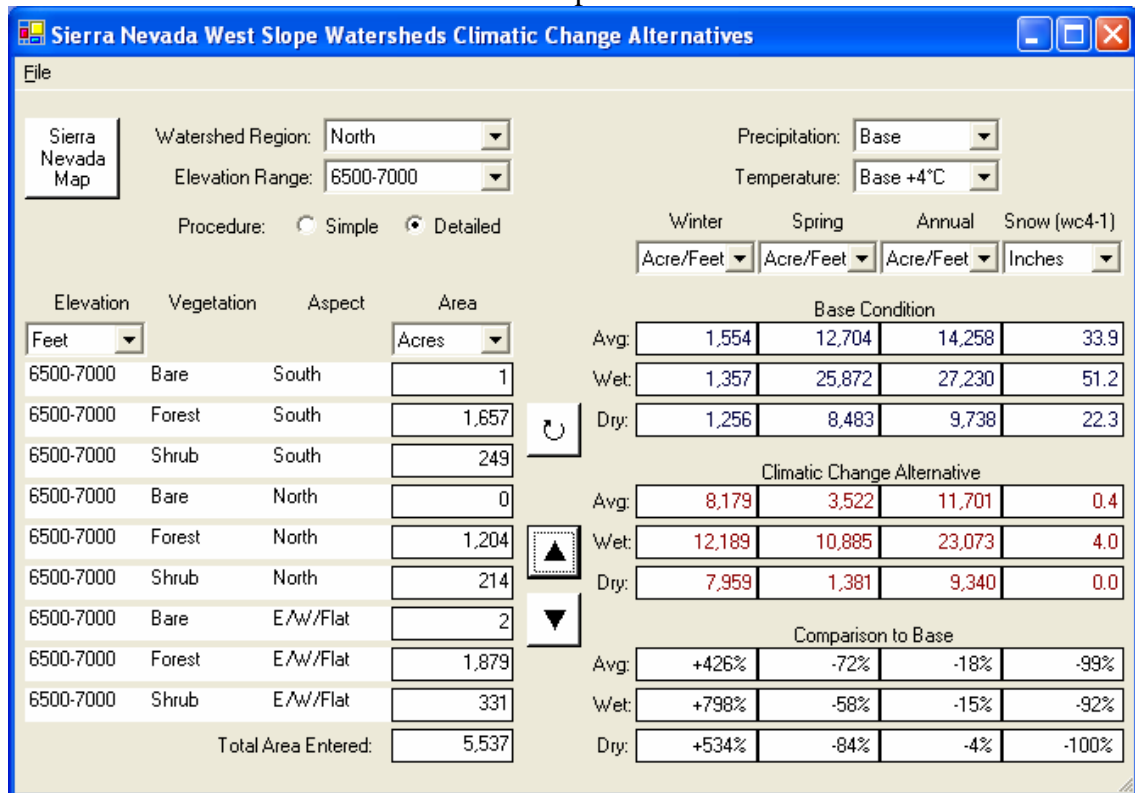 Sierra Nevada West Slope Watersheds Climatic Change Alternatives
File
Sierra Nevada Map
Watershed Region: North
Elevation Range: 6500-7000
Procedure: Simple Detailed
Precipitation: Base
Temperature: Base +4°C
Winter Spring Annual Snow (wc4-1)
Acre/Feet Acre/Feet Acre/Feet Inches
Elevation Vegetation Aspect Area
Feet Acres
6500-7000 Bare South 1
6500-7000 Forest South 1,657
6500-7000 Shrub South 249
6500-7000 Bare North 0
6500-7000 Forest North 1,204
6500-7000 Shrub North 214
6500-7000 Bare E/W/Flat 2
6500-7000 Forest E/W/Flat 1,879
6500-7000 Shrub E/W/Flat 331
Total Area Entered: 5,537
Base Condition
Avg: 1,554 12,704 14,258 33.9
Wet: 1,357 25,872 27,230 51.2
Dry: 1,256 8,483 9,738 22.3
Climatic Change Alternative
Avg: 8,179 3,522 11,701 0.4
Wet: 12,189 10,885 23,073 4.0
Dry: 7,959 1,381 9,340 0.0
Comparison to Base
Avg: +426% -72% -18% -99%
Wet: +798% -58% -15% -92%
Dry: +534% -84% -4% -100%